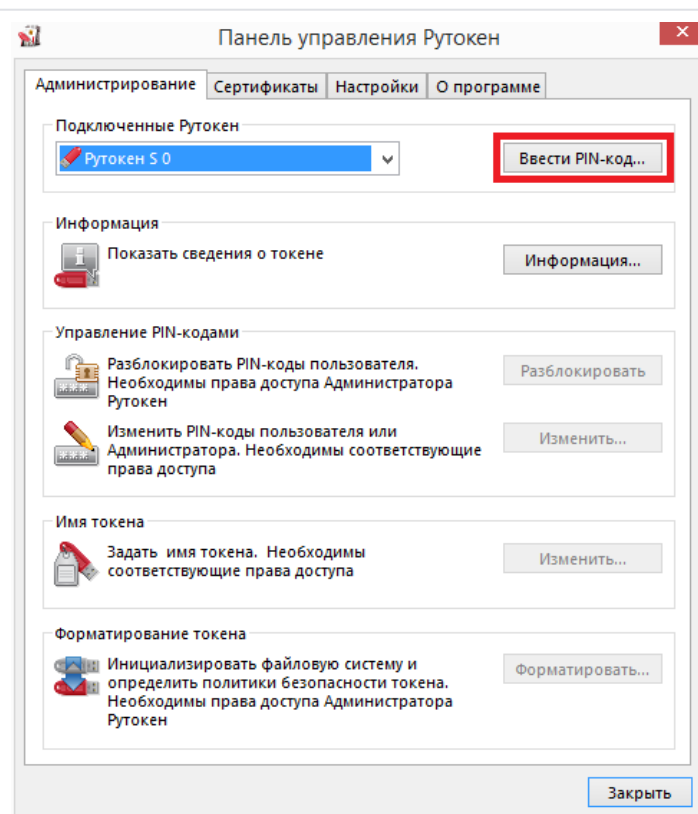 Панель управления Рутокен
Администрирование Сертификаты Настройки О программе
Подключенные Рутокен
Рутокен S 0
Ввести PIN-код...
Информация
Показать сведения о токене
Информация...
Управление PIN-кодами
Разблокировать PIN-коды пользователя.
Необходимы права доступа Администратора
Рутокен
Разблокировать
Изменить PIN-коды пользователя или
Администратора. Необходимы соответствующие
права доступа
Изменить...
Имя токена
Задать имя токена. Необходимы
соответствующие права доступа
Изменить...
Форматирование токена
Инициализировать файловую систему и
определить политики безопасности токена.
Необходимы права доступа Администратора
Рутокен
Форматировать...
Закрыть